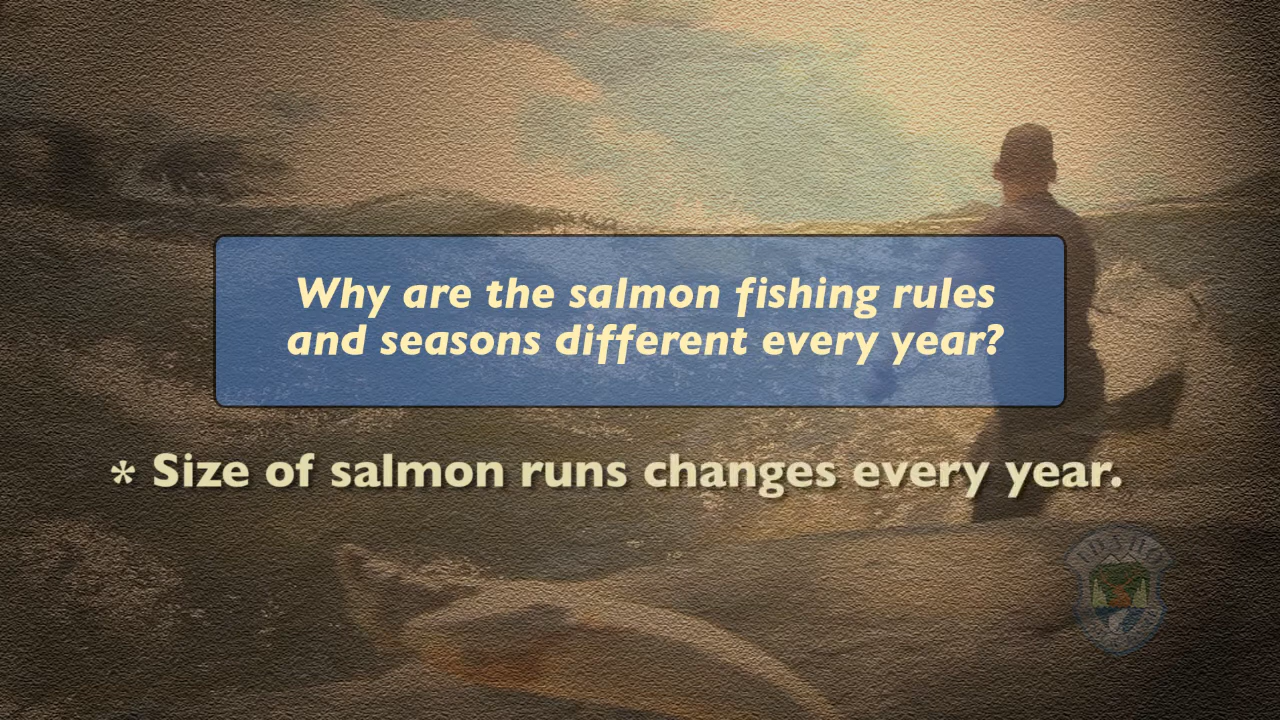 Why are the salmon fishing rules
and seasons different every year?
* Size of salmon runs changes every year.